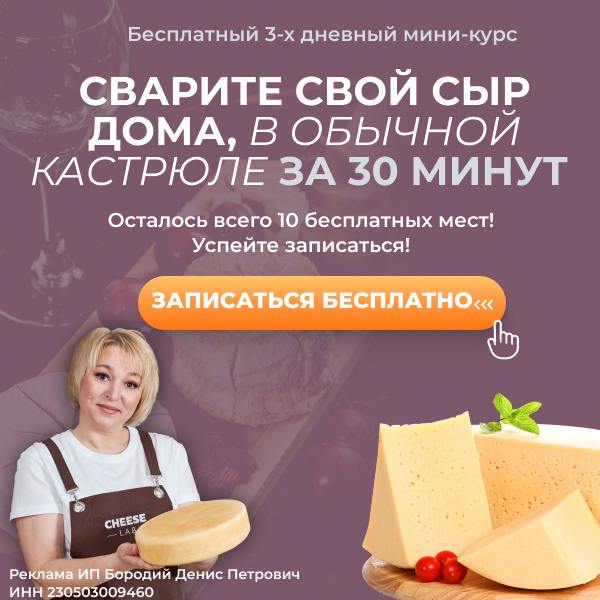 Бесплатный 3-х дневный мини-курс
СВАРИТЕ СВОЙ СЫР
ДОМА, В ОБЫЧНОЙ
КАСТРЮЛЕ ЗА 30 МИНУТ
Осталось всего 10 бесплатных мест!
Успейте записаться!
ЗАПИСАТЬСЯ БЕСПЛАТНО‹‹‹
CHEESE
—LAB—
Реклама ИП Бородий Денис Петрович
ИНН 230503009460